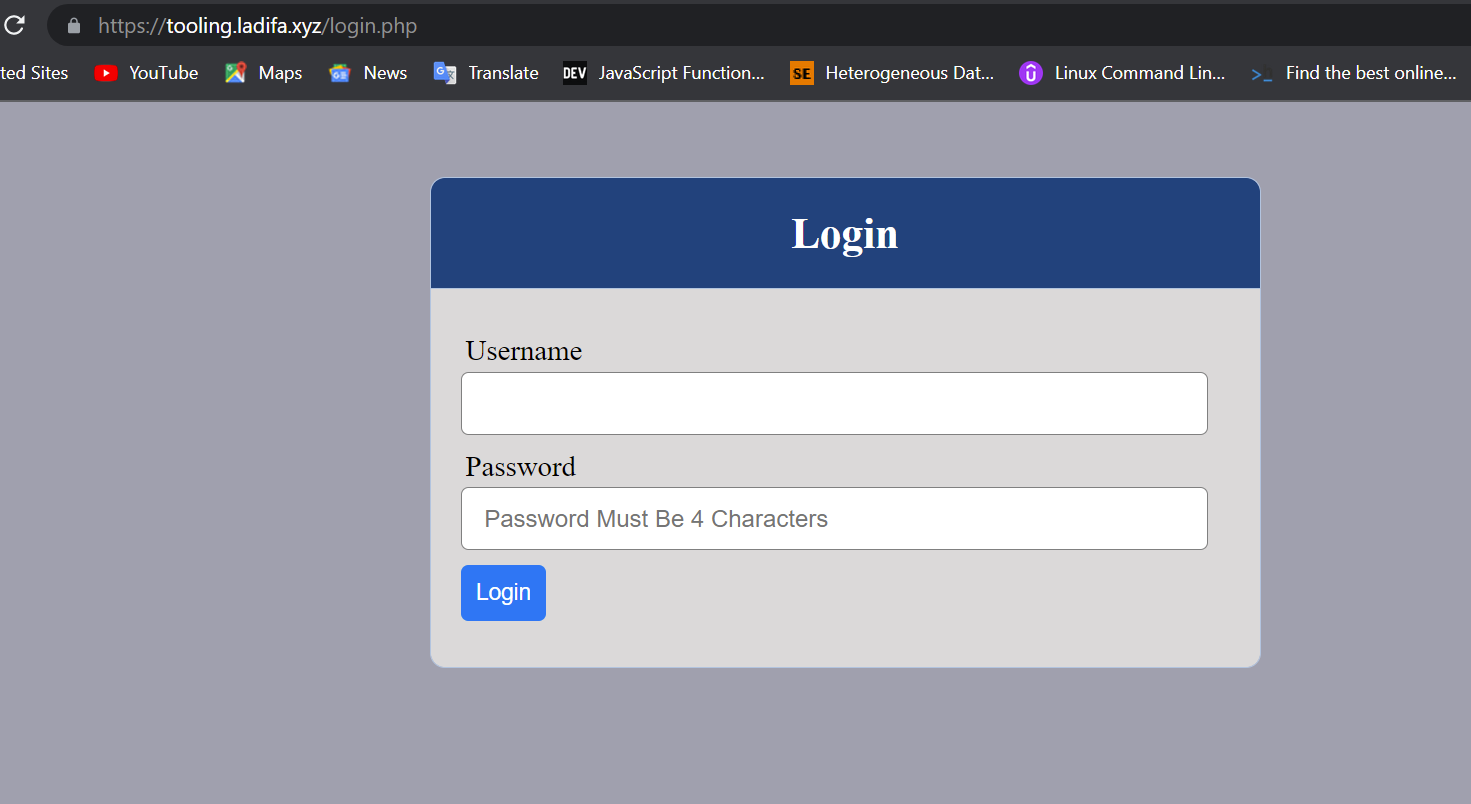 https://tooling.ladifa.xyz/login.php
ted Sites YouTube Maps News Translate DEV JavaScript Function... SE Heterogeneous Dat... Linux Command Lin... >_ Find the best online...
Login
Username
Password
Password Must Be 4 Characters
Login